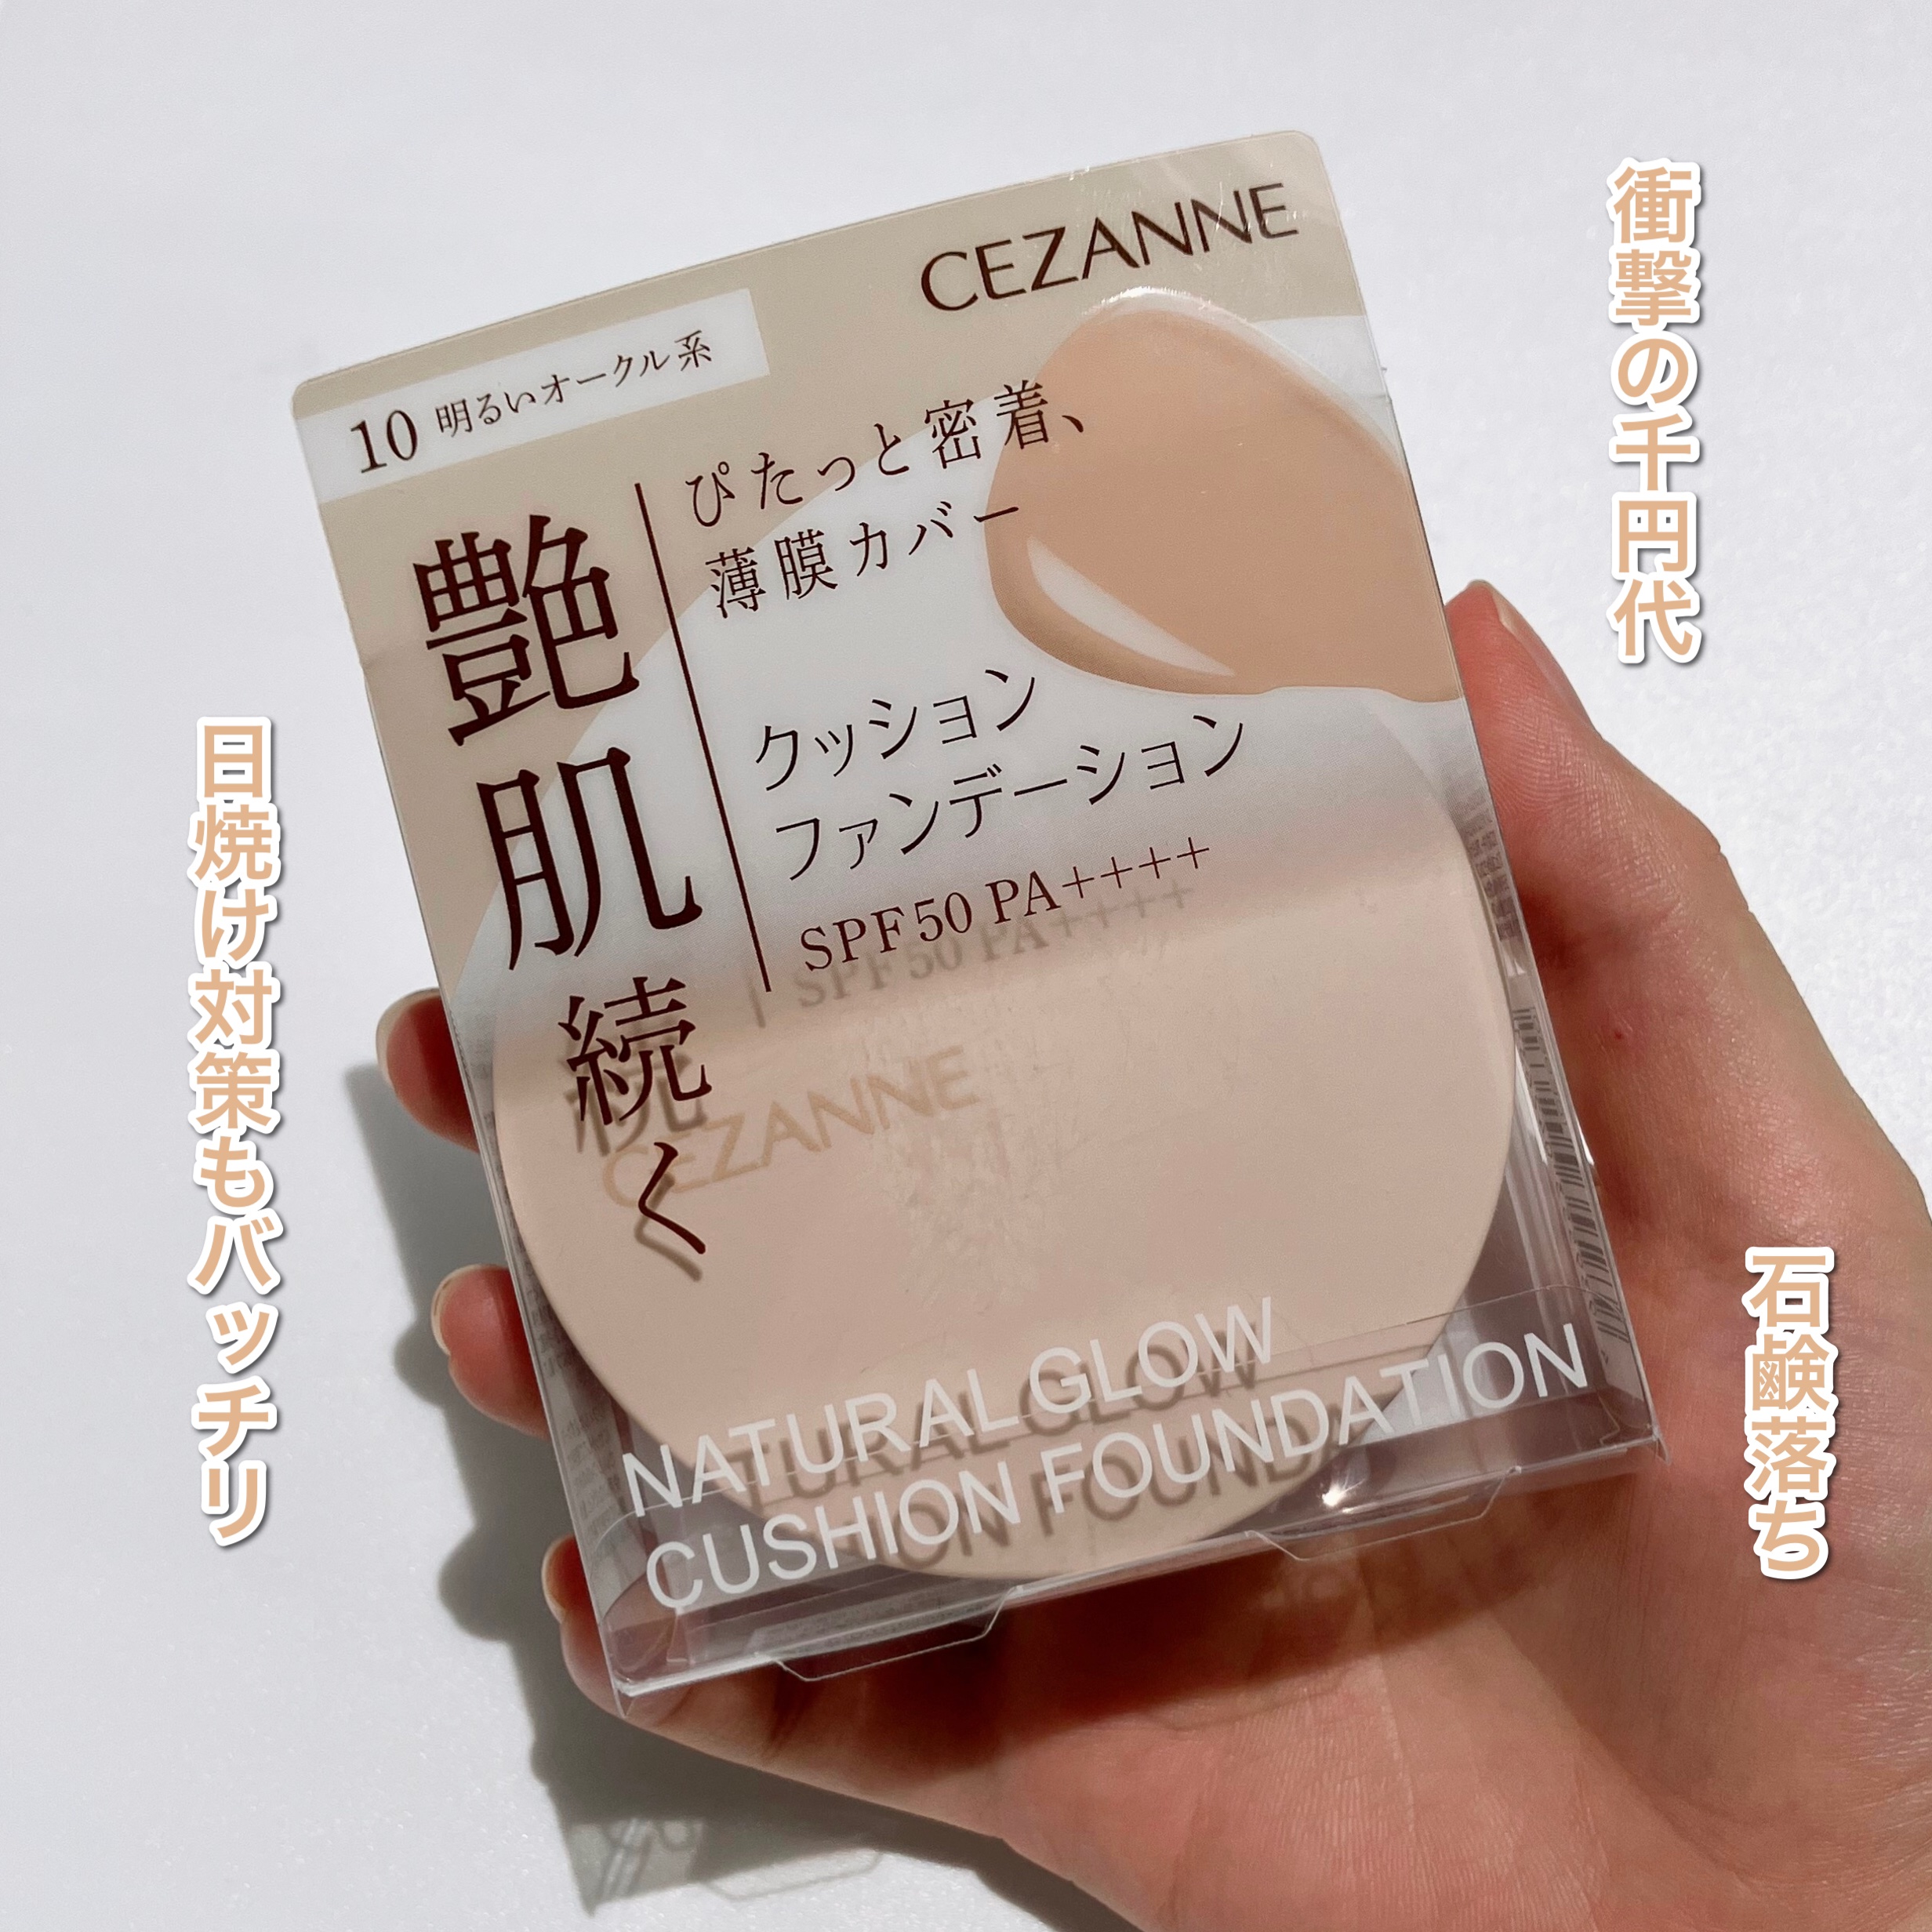 CEZANNE
10 明るいオークル系
艶肌続く
ぴたっと密着、
薄膜カバー
クッション
ファンデーション
SPF50 PA++++
CEZANNE
NATURAL GLOW
CUSHION FOUNDATION
衝撃の千円代
日焼け対策もバッチリ
石鹸落ち